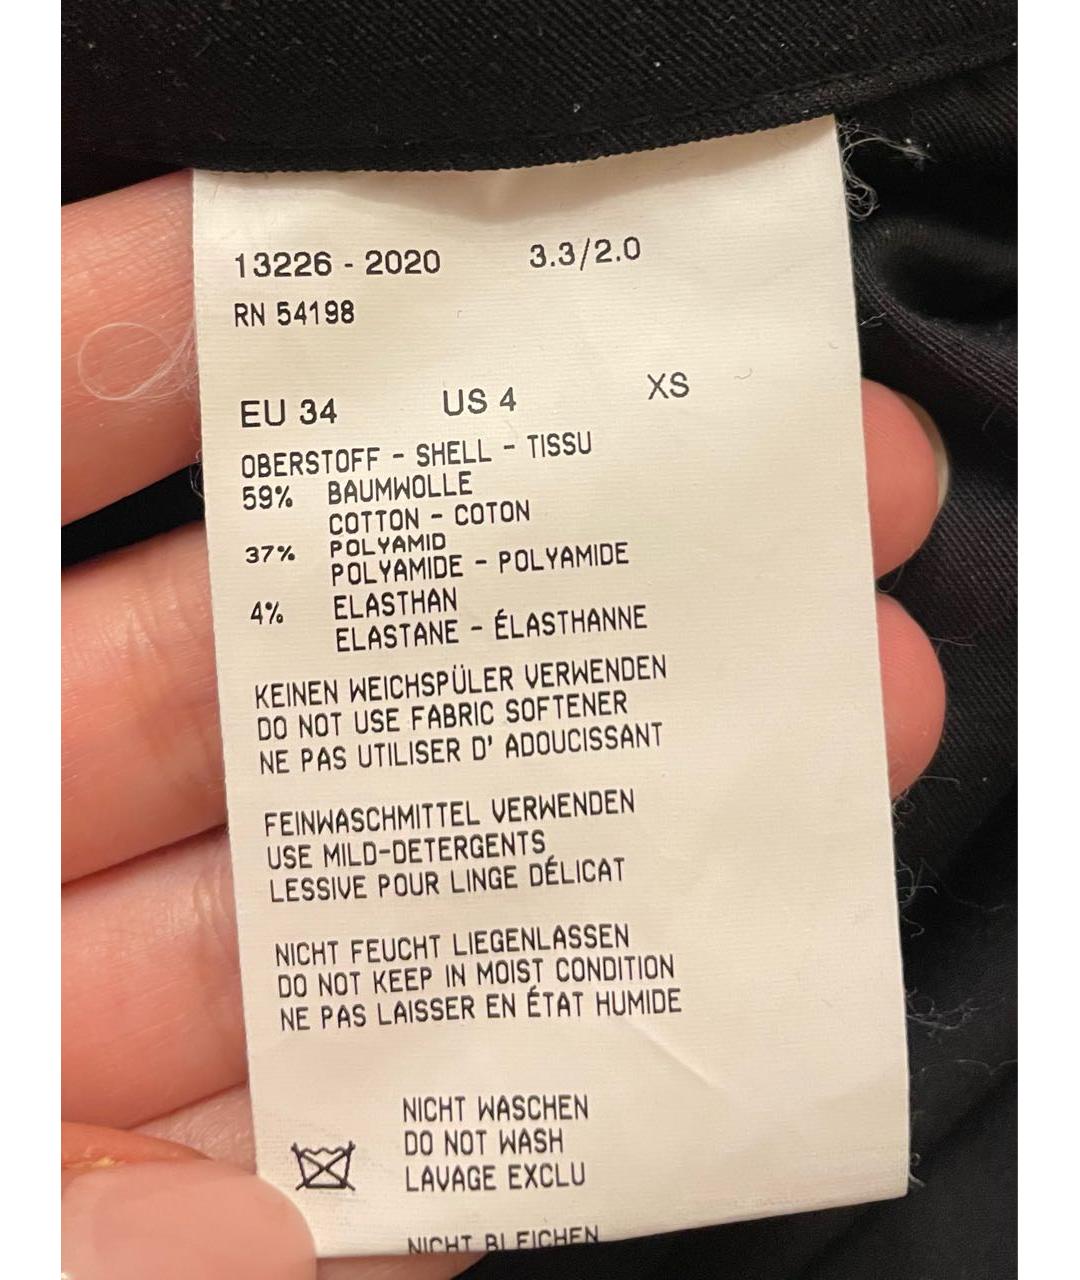 13226 - 2020 3.3/2.0
RN 54198
EU 34 US 4 XS
OBERSTOFF - SHELL - TISSU
59% BAUMWOLLE
COTTON - COTON
37% POLYAMID
POLYAMIDE - POLYAMIDE
4% ELASTHAN
ELASTANE - ÉLASTHANNE
KEINEN WEICHSPÜLER VERWENDEN
DO NOT USE FABRIC SOFTENER
NE PAS UTILISER D' ADOUCISSANT
FEINWASCHMITTEL VERWENDEN
USE MILD-DETERGENTS
LESSIVE POUR LINGE DÉLICAT
NICHT FEUCHT LIEGENLASSEN
DO NOT KEEP IN MOIST CONDITION
NE PAS LAISSER EN ÉTAT HUMIDE
NICHT WASCHEN
DO NOT WASH
LAVAGE EXCLU
NICHT BLEICHEN